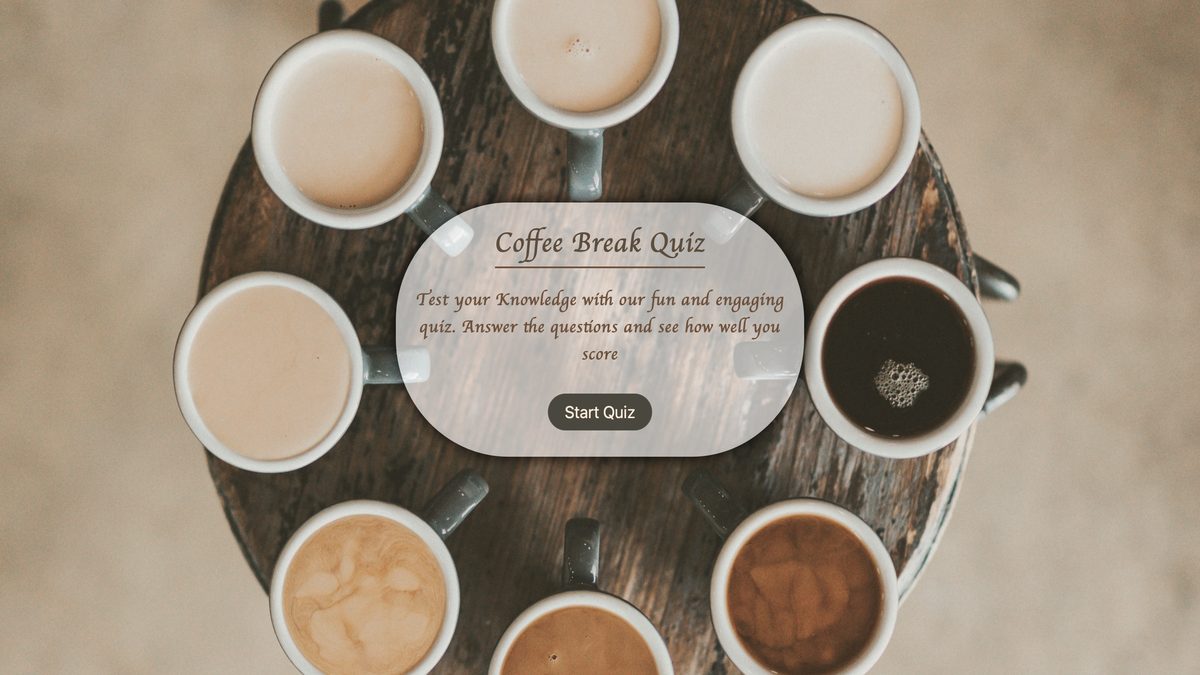 Coffee Break Quiz
Test your Knowledge with our fun and engaging
quiz. Answer the questions and see how well you
score
Start Quiz